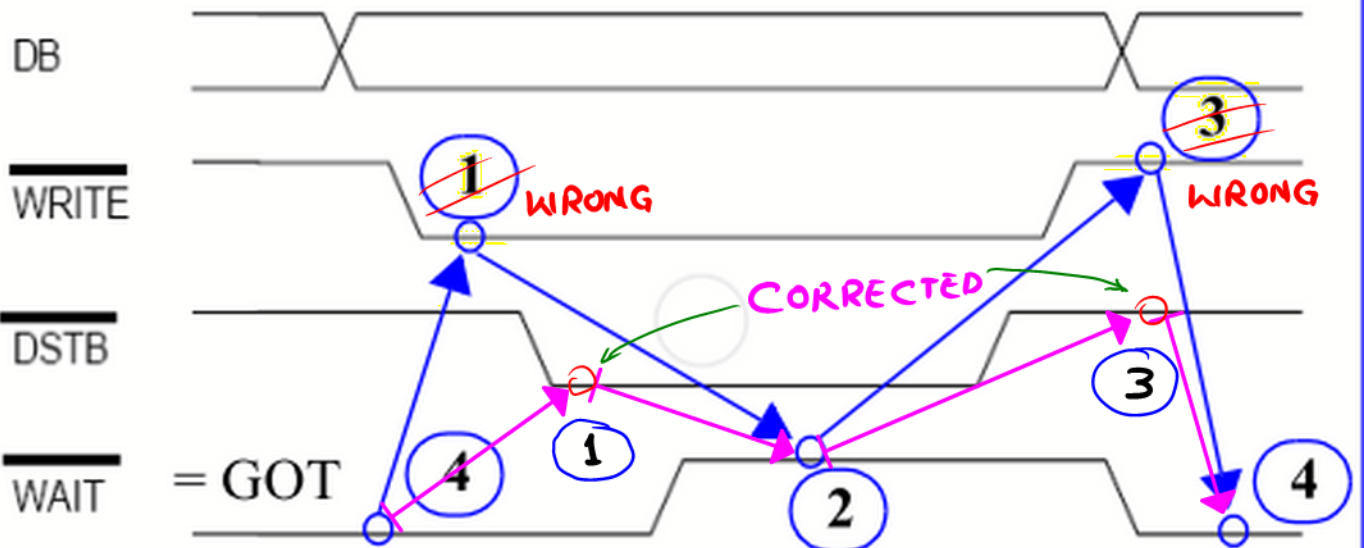 DB
3
WRITE
1
WRONG
WRONG
CORRECTED
DSTB
3
1
WAIT
= GOT
4
2
4